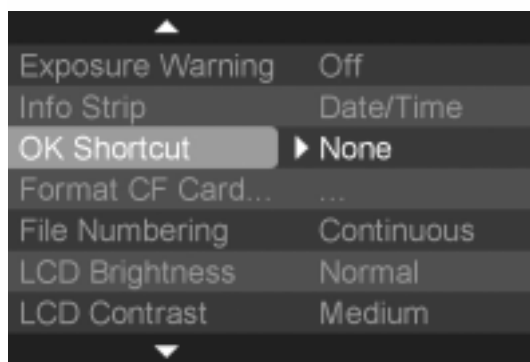 Exposure Warning Off
Info Strip Date/Time
OK Shortcut None
Format CF Card... ...
File Numbering Continuous
LCD Brightness Normal
LCD Contrast Medium